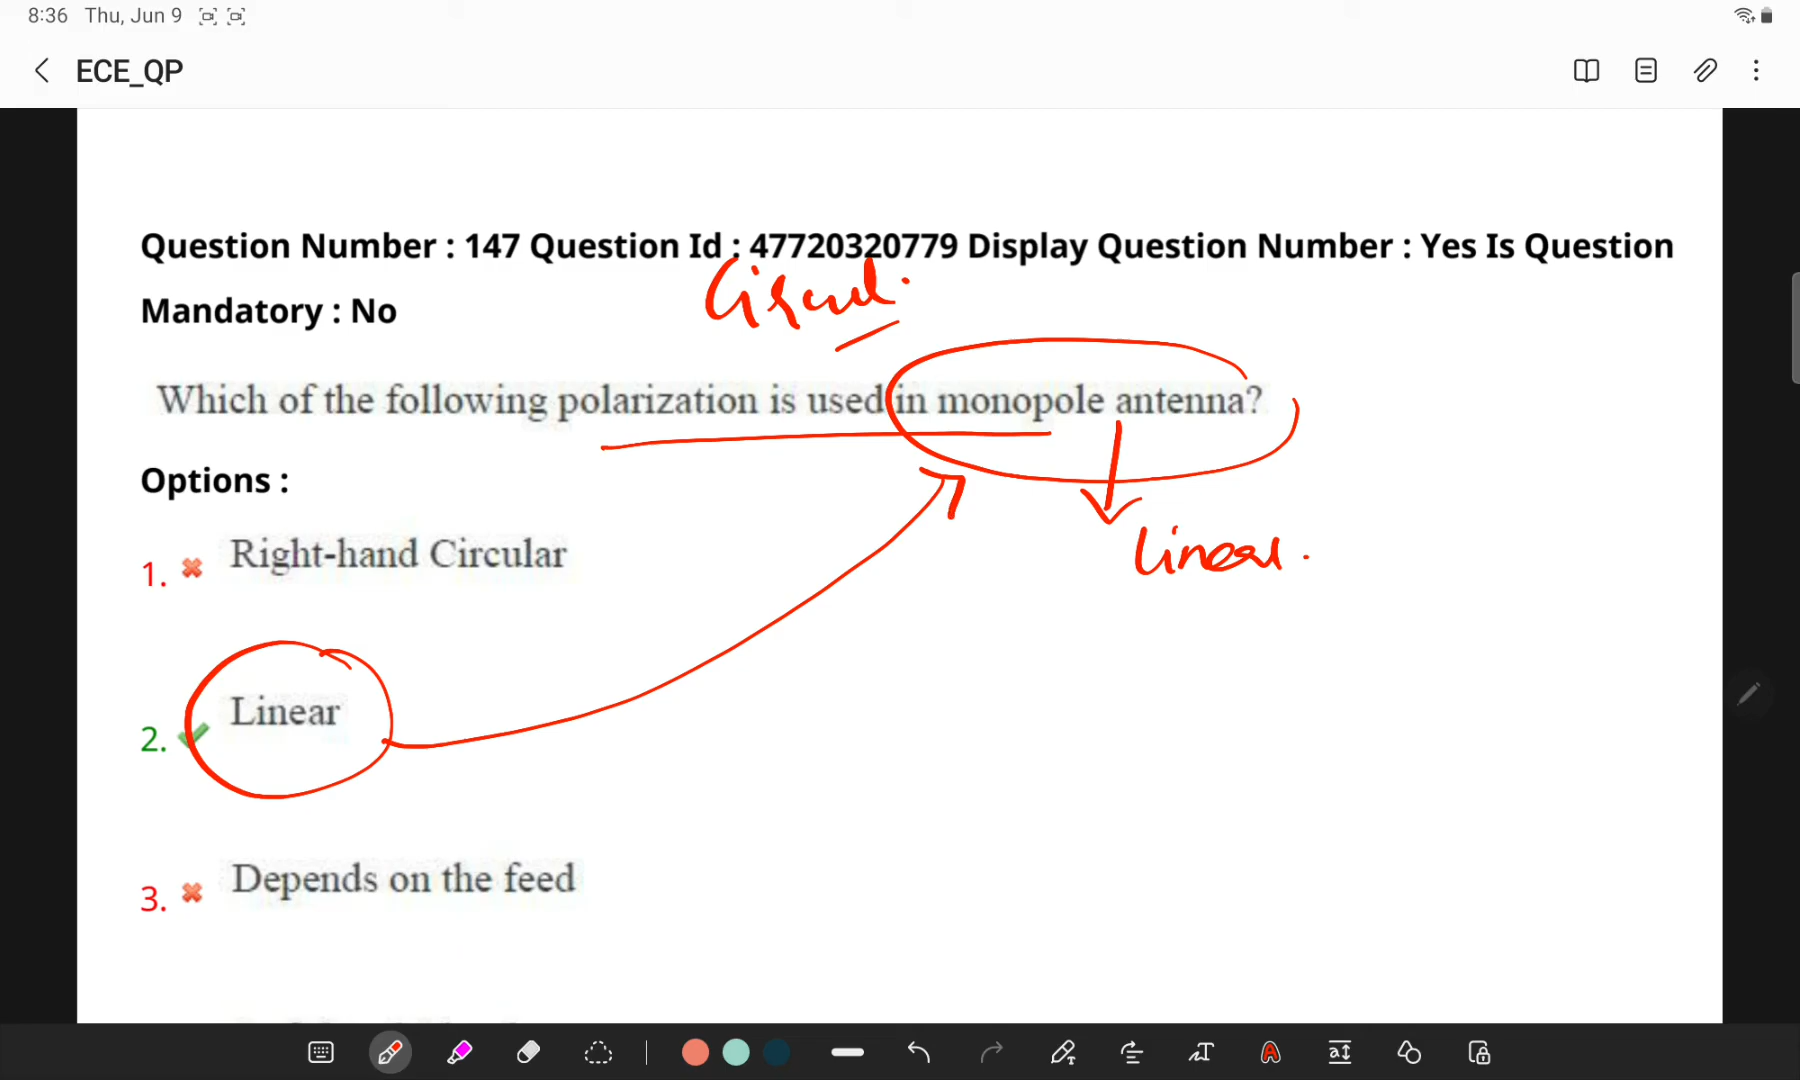 8:36 Thu, Jun 9
ECE_QP
Question Number : 147 Question Id : 47720320779 Display Question Number : Yes Is Question
Mandatory : No
Circul.
Which of the following polarization is used in monopole antenna?
Options :
Linear.
1. Right-hand Circular
2. Linear
3. Depends on the feed